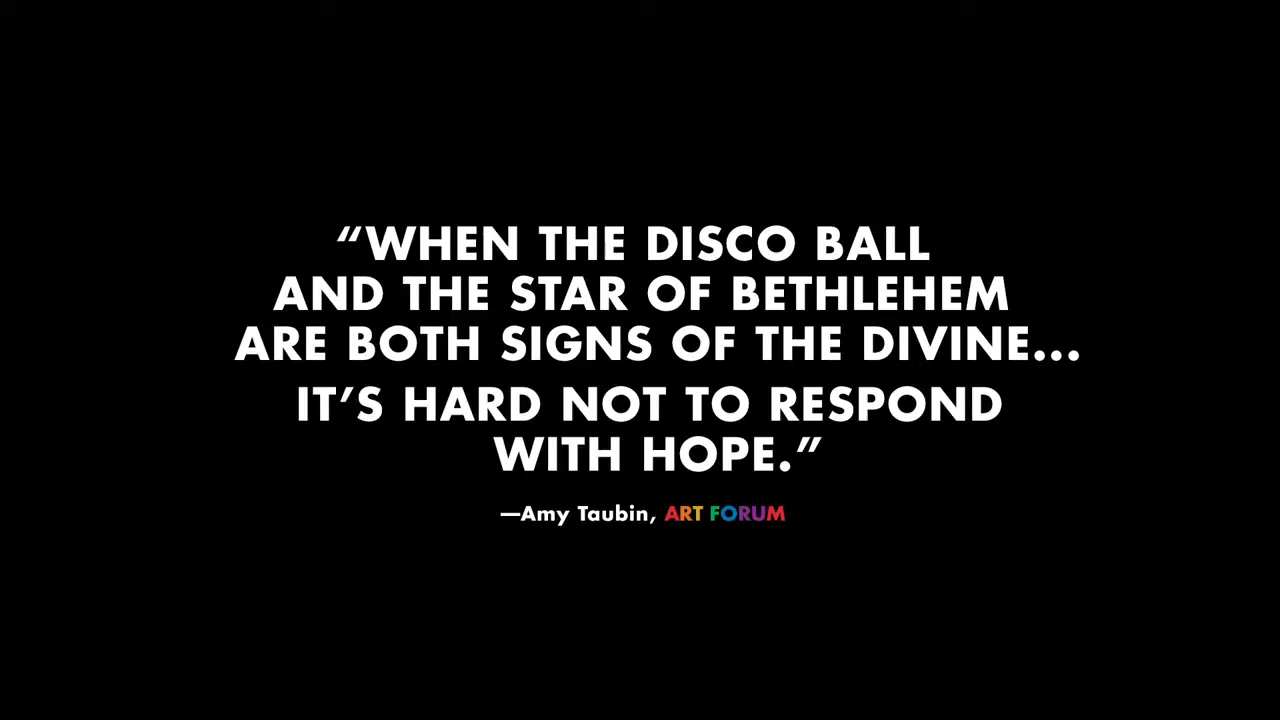 “WHEN THE DISCO BALL
AND THE STAR OF BETHLEHEM
ARE BOTH SIGNS OF THE DIVINE...
IT’S HARD NOT TO RESPOND
WITH HOPE.”
—Amy Taubin, ART FORUM